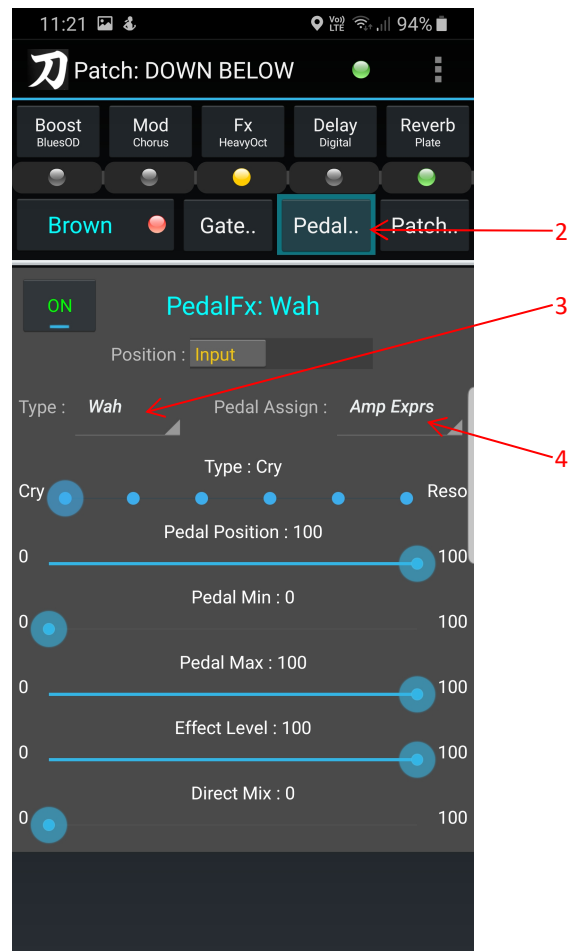 11:21 Vo)) LTE 94%
刀 Patch: DOWN BELOW
Boost Mod Fx Delay Reverb
BluesOD Chorus HeavyOct Digital Plate
Brown Gate.. Pedal.. Patch.. 2
ON PedalFx: Wah 3
Position : Input
Type : Wah Pedal Assign : Amp Exprs
4
Type : Cry
Cry Reso
Pedal Position : 100
0 100
Pedal Min : 0
0 100
Pedal Max : 100
0 100
Effect Level : 100
0 100
Direct Mix : 0
0 100